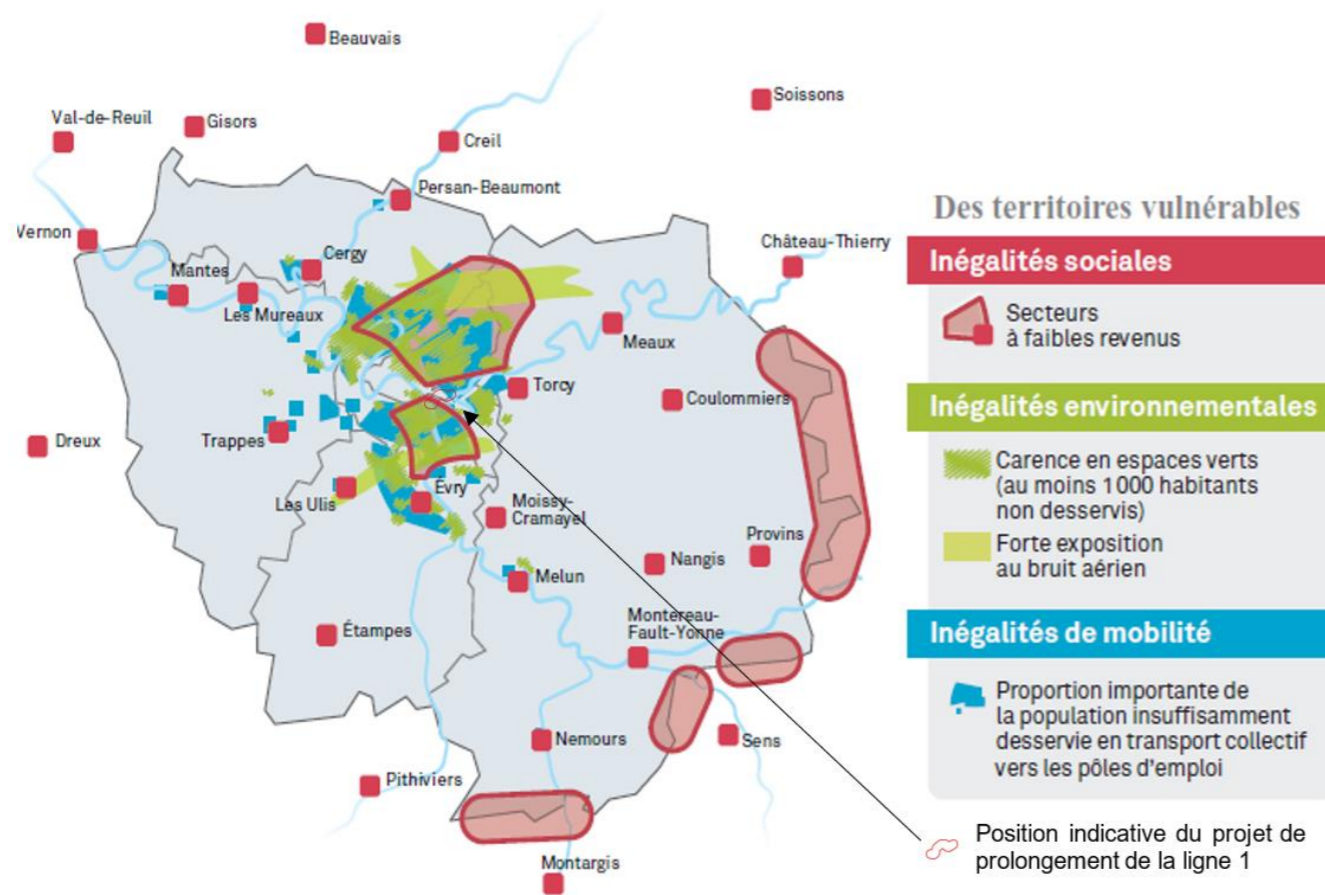 Beauvais
Soissons
Val-de-Reuil
Gisors
Creil
Persan-Beaumont
Vernon
Cergy
Château-Thierry
Mantes
Les Mureaux
Meaux
Torcy
Coulommiers
Dreux
Trappes
Les Ulis
Évry
Moissy-
Cramayel
Provins
Nangis
Melun
Montereau-
Fault-Yonne
Étampes
Nemours
Sens
Pithiviers
Montargis
Des territoires vulnérables
Inégalités sociales
Secteurs
à faibles revenus
Inégalités environnementales
Carence en espaces verts
(au moins 1 000 habitants
non desservis)
Forte exposition
au bruit aérien
Inégalités de mobilité
Proportion importante de
la population insuffisamment
desservie en transport collectif
vers les pôles d'emploi
Position indicative du projet de
prolongement de la ligne 1